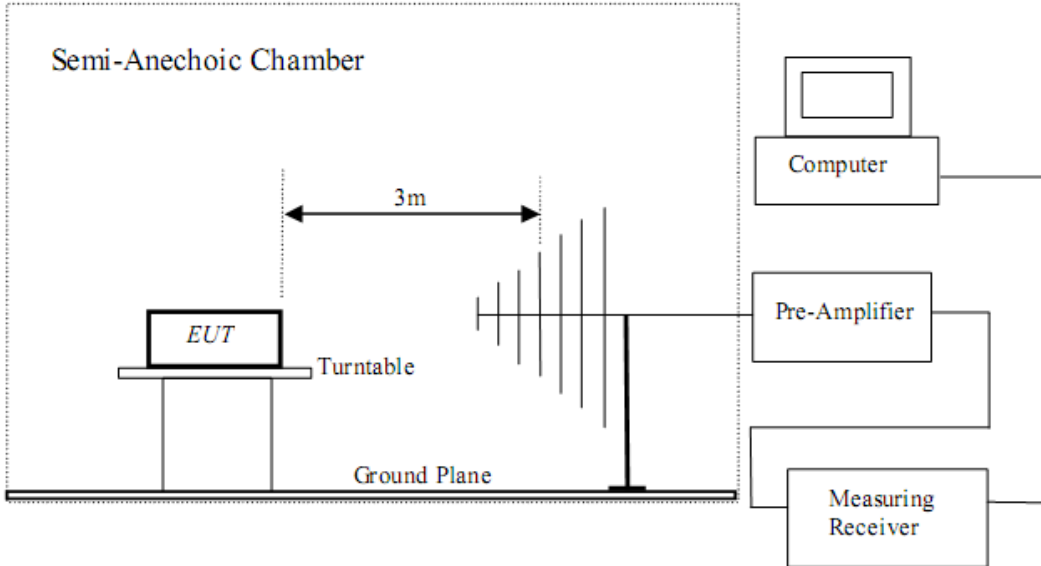 Semi-Anechoic Chamber
3m
Computer
EUT
Turntable
Pre-Amplifier
Ground Plane
Measuring
Receiver